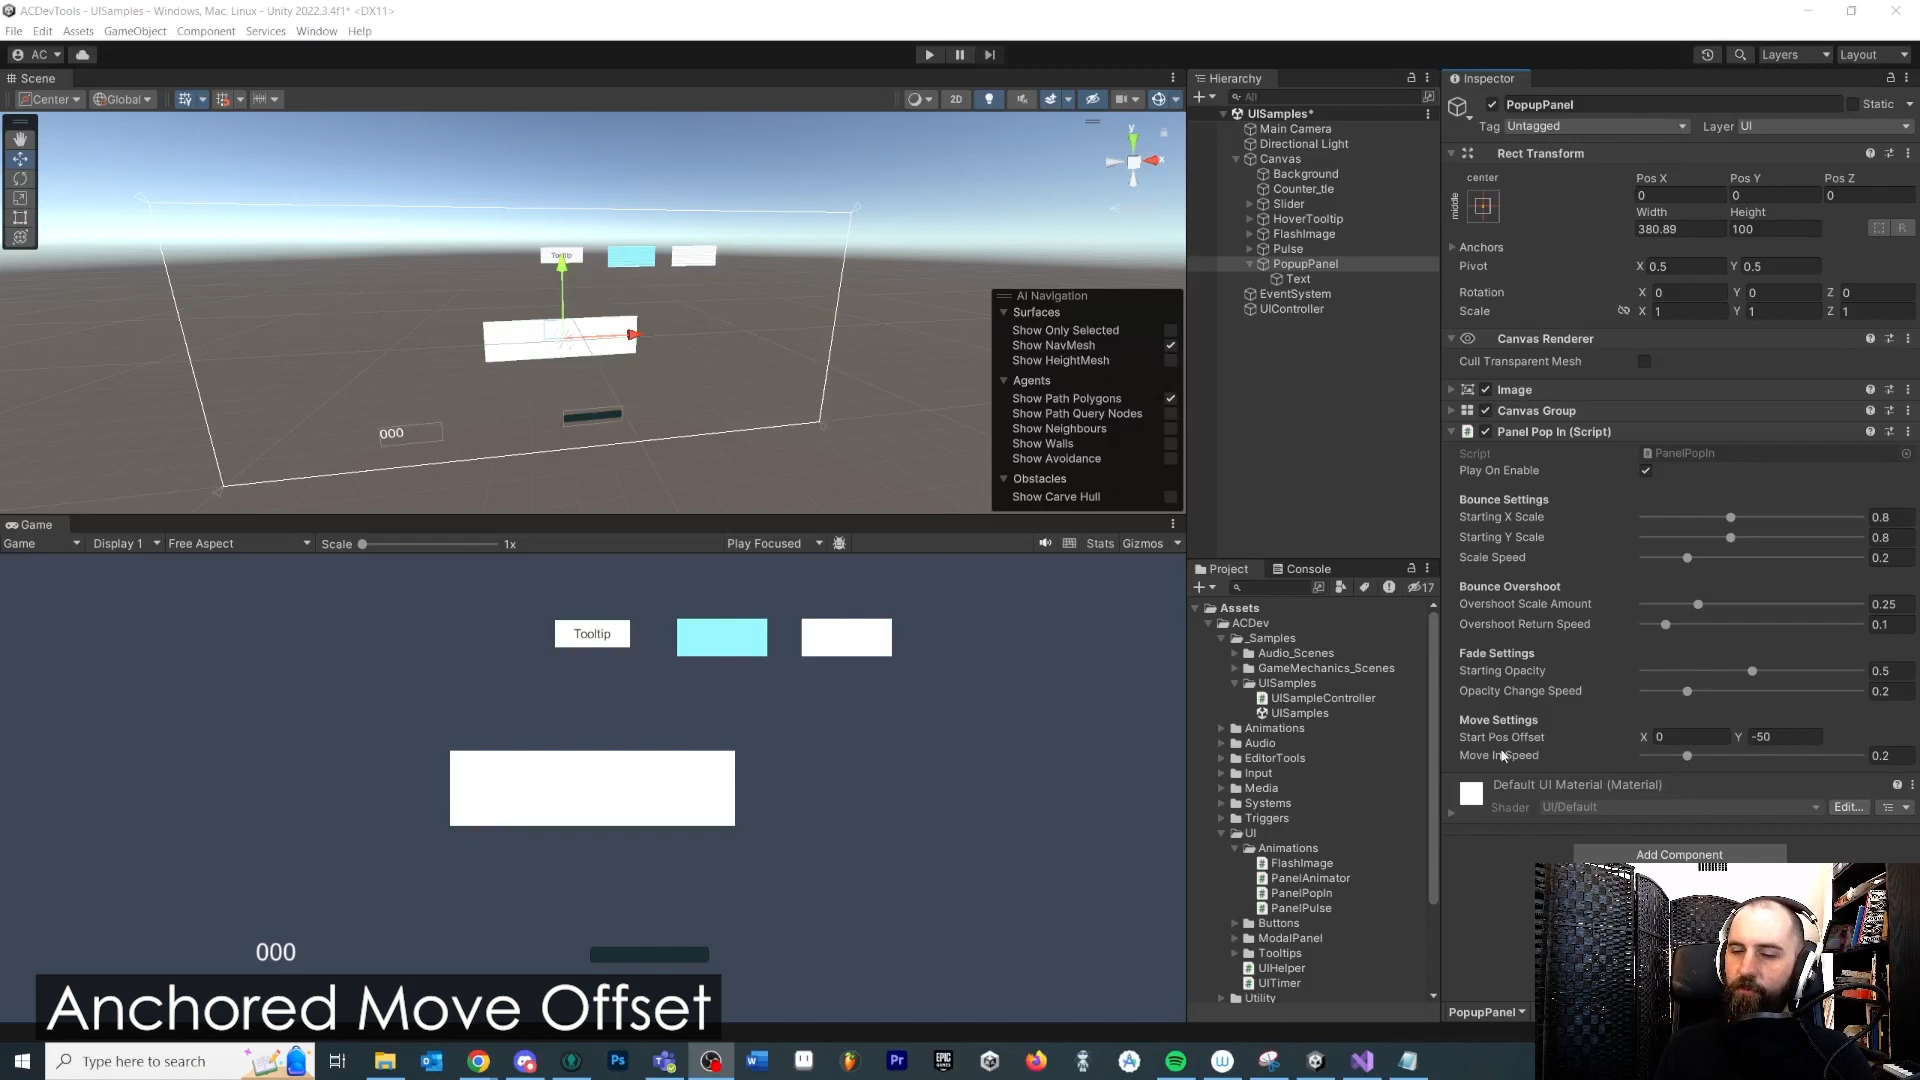 ACDevTools - UISamples - Windows, Mac, Linux - Unity 2022.3.4f1* <DX11>
File Edit Assets GameObject Component Services Window Help
AC Layers Layout
Scene
Center Global 2D
Tooltip
000
AI Navigation
Surfaces
Show Only Selected
Show NavMesh
Show HeightMesh
Agents
Show Path Polygons
Show Path Query Nodes
Show Neighbours
Show Walls
Show Avoidance
Obstacles
Show Carve Hull
Game
Game Display 1 Free Aspect Scale 1x Play Focused Stats Gizmos
Tooltip
000
Anchored Move Offset
Hierarchy
All
UISamples*
Main Camera
Directional Light
Canvas
Background
Counter_tle
Slider
HoverTooltip
FlashImage
Pulse
PopupPanel
Text
EventSystem
UIController
Project Console
17
Assets
ACDev
_Samples
Audio_Scenes
GameMechanics_Scenes
UISamples
UISampleController
UISamples
Animations
Audio
EditorTools
Input
Media
Systems
Triggers
UI
Animations
FlashImage
PanelAnimator
PanelPopIn
PanelPulse
Buttons
ModalPanel
Tooltips
UIHelper
UITimer
Utility
Inspector
PopupPanel Static
Tag Untagged Layer UI
Rect Transform
center
middle
Pos X Pos Y Pos Z
0 0 0
Width Height
380.89 100
R
Anchors
Pivot X 0.5 Y 0.5
Rotation X 0 Y 0 Z 0
Scale X 1 Y 1 Z 1
Canvas Renderer
Cull Transparent Mesh
Image
Canvas Group
Panel Pop In (Script)
Script PanelPopIn
Play On Enable
Bounce Settings
Starting X Scale 0.8
Starting Y Scale 0.8
Scale Speed 0.2
Bounce Overshoot
Overshoot Scale Amount 0.25
Overshoot Return Speed 0.1
Fade Settings
Starting Opacity 0.5
Opacity Change Speed 0.2
Move Settings
Start Pos Offset X 0 Y -50
Move In Speed 0.2
Default UI Material (Material)
Shader UI/Default Edit...
Add Component
PopupPanel
Type here to search